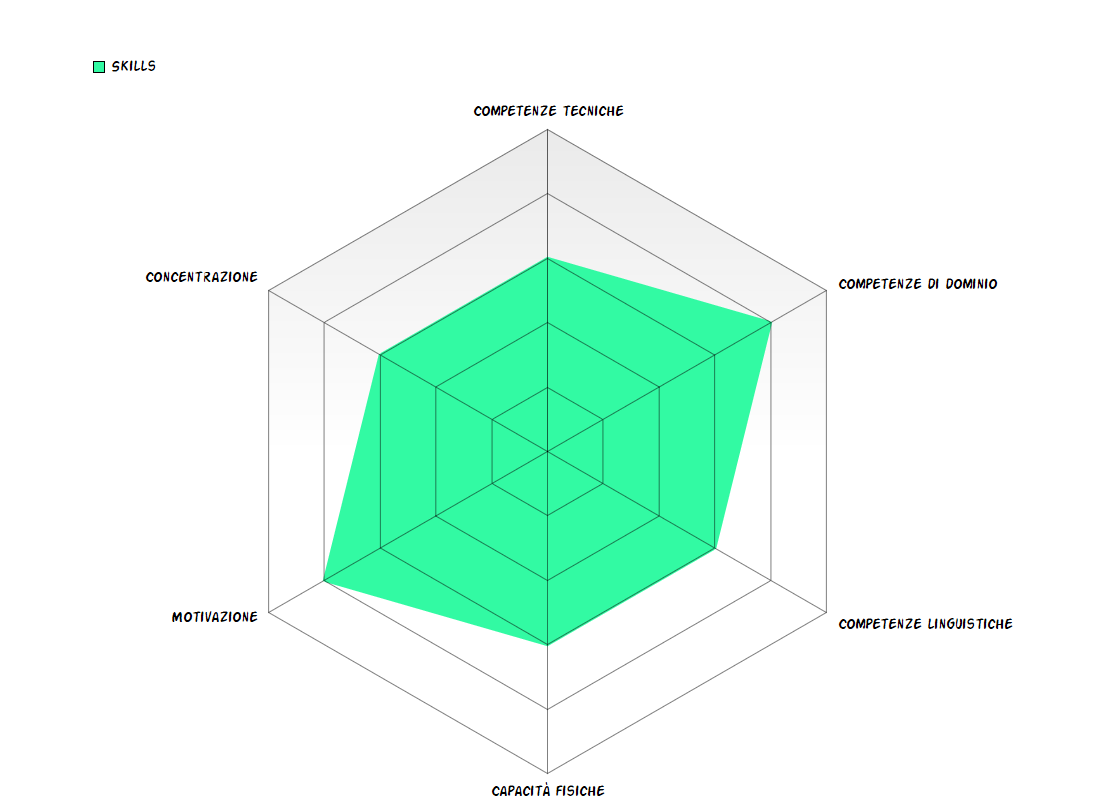 SKILLS
COMPETENZE TECNICHE
CONCENTRAZIONE
COMPETENZE DI DOMINIO
MOTIVAZIONE
COMPETENZE LINGUISTICHE
CAPACITÀ FISICHE